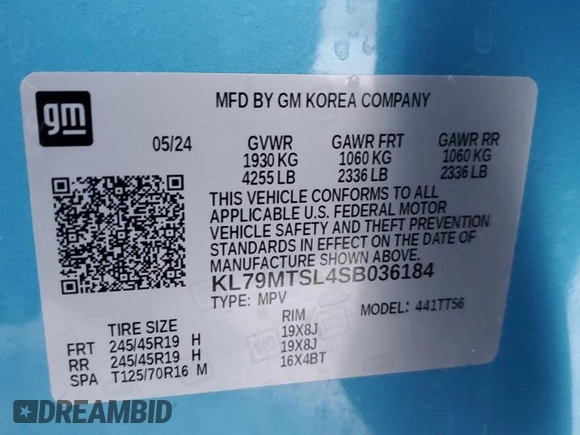 gm
MFD BY GM KOREA COMPANY
05/24 GVWR GAWR FRT GAWR RR
1930 KG 1060 KG 1060 KG
4255 LB 2336 LB 2336 LB
THIS VEHICLE CONFORMS TO ALL
APPLICABLE U.S. FEDERAL MOTOR
VEHICLE SAFETY AND THEFT PREVENTION
STANDARDS IN EFFECT ON THE DATE OF
MANUFACTURE SHOWN ABOVE.
KL79MTSL4SB036184
TYPE: MPV MODEL: 441TT56
TIRE SIZE RIM
FRT 245/45R19 H 19X8J
RR 245/45R19 H 19X8J
SPA T125/70R16 M 16X4BT
DREAMBID